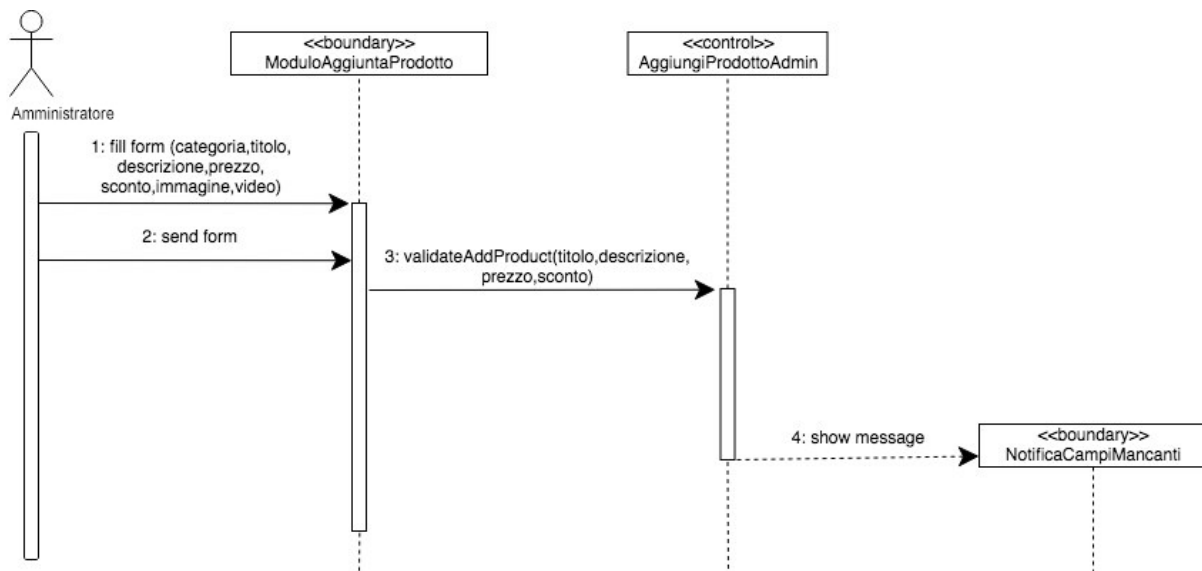 <<boundary>>
ModuloAggiuntaProdotto
<<control>>
AggiungiProdottoAdmin
Amministratore
1: fill form (categoria,titolo,
descrizione,prezzo,
sconto,immagine,video)
2: send form
3: validateAddProduct(titolo,descrizione,
prezzo,sconto)
4: show message
<<boundary>>
NotificaCampiMancanti